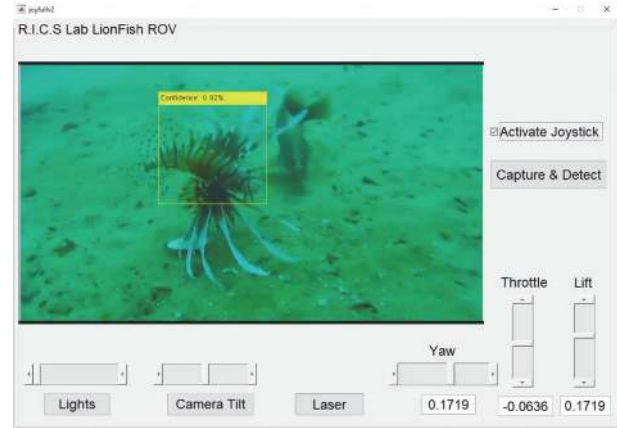 R.I.C.S Lab LionFish ROV
Confidence: 0.92%
Activate Joystick
Capture & Detect
Throttle
Lift
Yaw
Lights
Camera Tilt
Laser
0.1719
-0.0636
0.1719